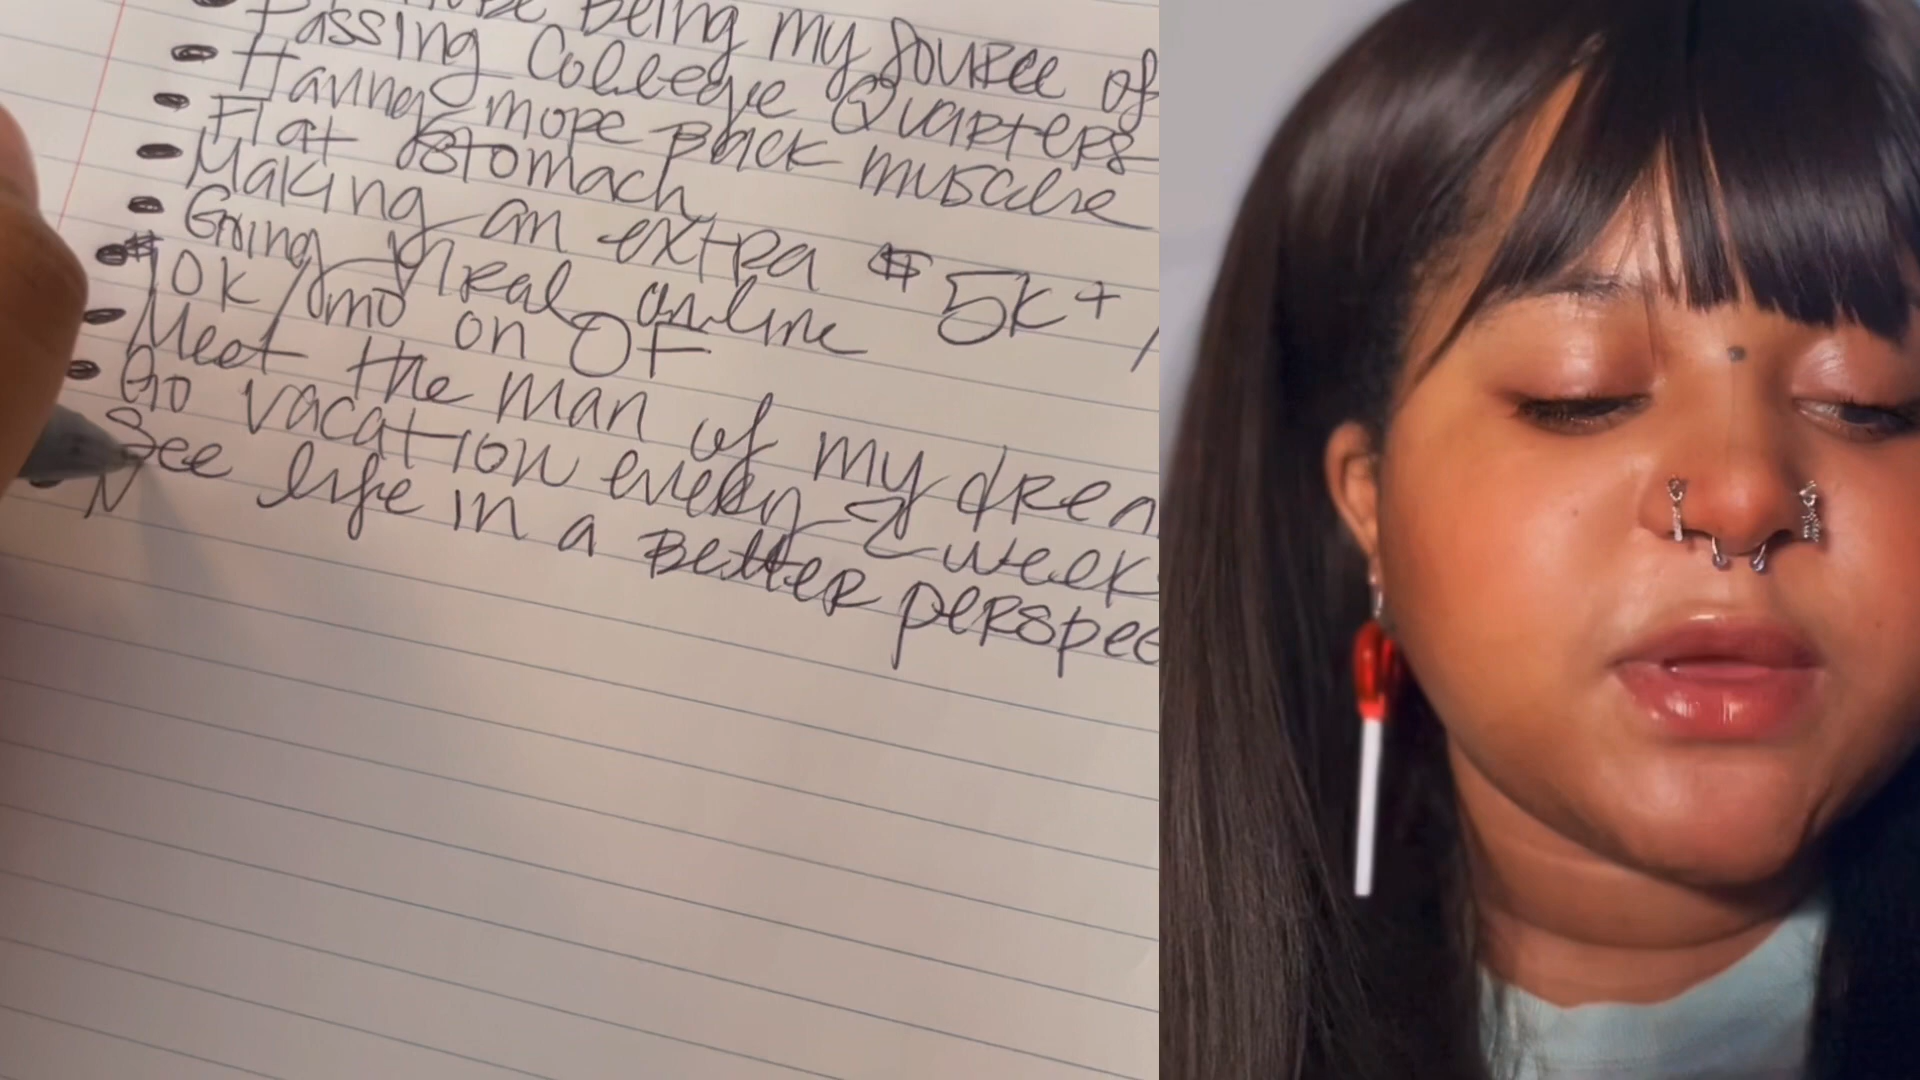 Being my source of
Passing College Quarters
Having more back muscle
Flat stomach
Making an extra $5k+ /
Going viral online
$10k/mo on OF
Meet the man of my
Go vacation every 2 week
See life in a better
N